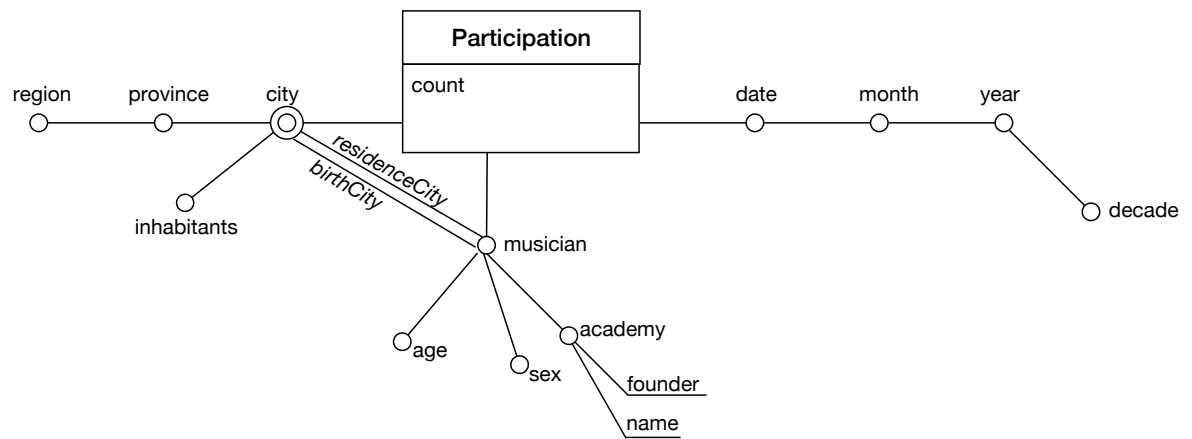 Participation
count
region
province
city
date
month
year
residenceCity
birthCity
inhabitants
decade
musician
academy
age
sex
founder
name